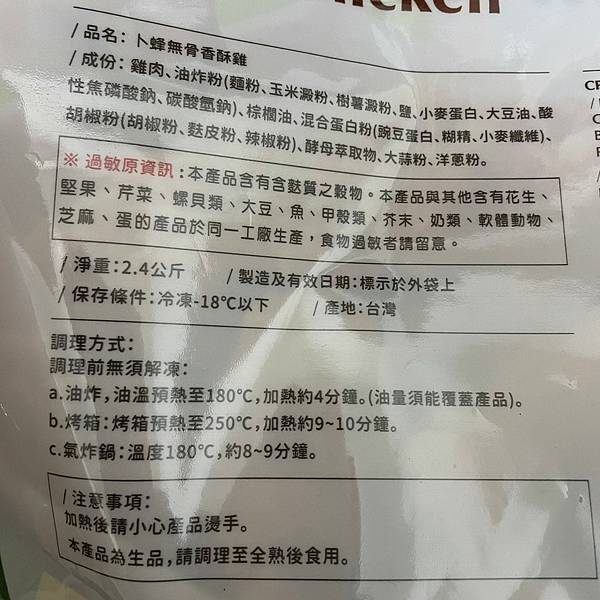 /品名：卜蜂無骨香酥雞
/成份：雞肉、油炸粉(麵粉、玉米澱粉、樹薯澱粉、鹽、小麥蛋白、大豆油、酸
性焦磷酸鈉、碳酸氫鈉)、棕櫚油、混合蛋白粉(豌豆蛋白、糊精、小麥纖維)、
胡椒粉(胡椒粉、麩皮粉、辣椒粉)、酵母萃取物、大蒜粉、洋蔥粉。
※過敏原資訊：本產品含有含麩質之穀物。本產品與其他含有花生、
堅果、芹菜、螺貝類、大豆、魚、甲殼類、芥末、奶類、軟體動物、
芝麻、蛋的產品於同一工廠生產，食物過敏者請留意。
/淨重：2.4公斤 /製造及有效日期：標示於外袋上
/保存條件：冷凍-18℃以下 /產地：台灣
調理方式：
調理前無須解凍：
a.油炸，油溫預熱至180℃，加熱約4分鐘。(油量須能覆蓋產品)。
b.烤箱：烤箱預熱至250℃，加熱約9~10分鐘。
c.氣炸鍋：溫度180℃，約8~9分鐘。
/注意事項：
加熱後請小心產品燙手。
本產品為生品，請調理至全熟後食用。